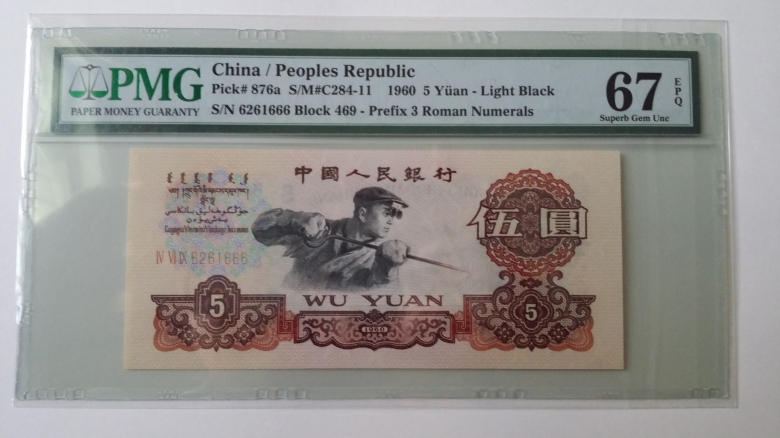 PMG
PAPER MONEY GUARANTY
China / Peoples Republic
Pick# 876a S/M#C284-11 1960 5 Yüan - Light Black
S/N 6261666 Block 469 - Prefix 3 Roman Numerals
67
EPQ
Superb Gem Unc
中國人民銀行
伍圓
IV VI IX 6261666
WU YUAN
5
1960
5